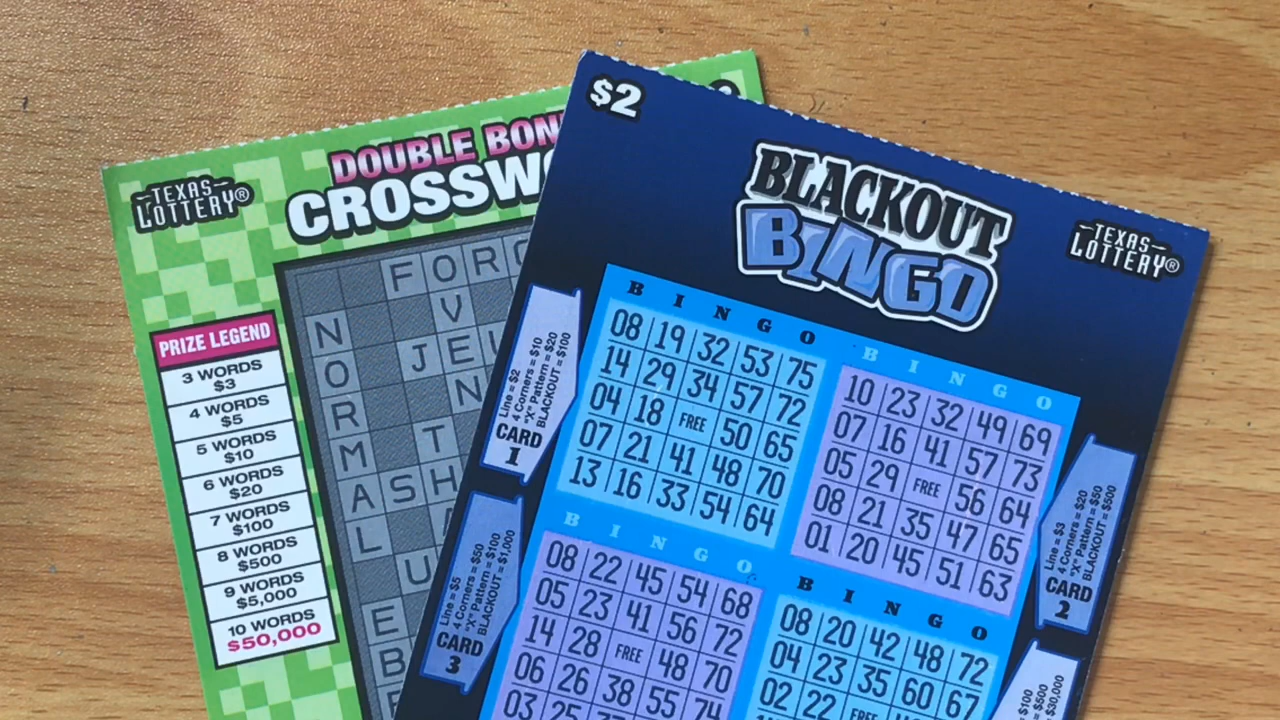 TEXAS
LOTTERY®
DOUBLE BON
CROSSW
PRIZE LEGEND
3 WORDS
$3
4 WORDS
$5
5 WORDS
$10
6 WORDS
$20
7 WORDS
$100
8 WORDS
$500
9 WORDS
$5,000
10 WORDS
$50,000
F O R
N V
O J E
R N
M T
A S H
L
U
E
B
$2
BLACKOUT
BINGO
TEXAS
LOTTERY®
Line = $2
4 Corners = $10
"X" Pattern = $20
BLACKOUT = $100
CARD
1
B I N G O
08 19 32 53 75
14 29 34 57 72
04 18 FREE 50 65
07 21 41 48 70
13 16 33 54 64
B I N G O
10 23 32 49 69
07 16 41 57 73
05 29 FREE 56 64
08 21 35 47 65
01 20 45 51 63
Line = $3
4 Corners = $20
"X" Pattern = $50
BLACKOUT = $500
CARD
2
Line = $5
4 Corners = $50
"X" Pattern = $100
BLACKOUT = $1,000
CARD
3
B I N G O
08 22 45 54 68
05 23 41 56 72
14 28 FREE 48 70
06 26 38 55 70
03 25 74
B I N G O
08 20 42 48 72
04 23 35 60 67
02 22 FREE
$100
$500
$30,000